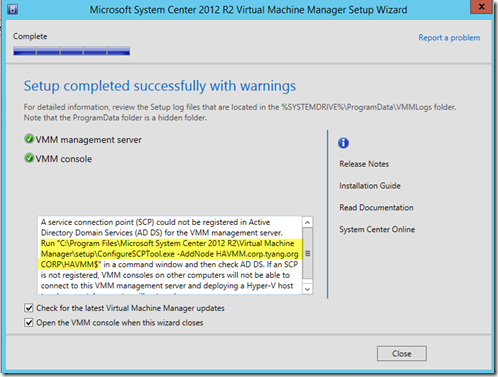 Microsoft System Center 2012 R2 Virtual Machine Manager Setup Wizard
Complete
Report a problem
Setup completed successfully with warnings
For detailed information, review the Setup log files that are located in the %SYSTEMDRIVE%\ProgramData\VMMLogs folder.
Note that the ProgramData folder is a hidden folder.
VMM management server
VMM console
Release Notes
Installation Guide
Read Documentation
System Center Online
A service connection point (SCP) could not be registered in Active
Directory Domain Services (AD DS) for the VMM management server.
Run "C:\Program Files\Microsoft System Center 2012 R2\Virtual Machine
Manager\setup\ConfigureSCPTool.exe -AddNode HAVMM.corp.tyang.org
CORP\HAVMM$" in a command window and then check AD DS. If an SCP
is not registered, VMM consoles on other computers will not be able to
connect to this VMM management server and deploying a Hyper-V host
Check for the latest Virtual Machine Manager updates
Open the VMM console when this wizard closes
Close